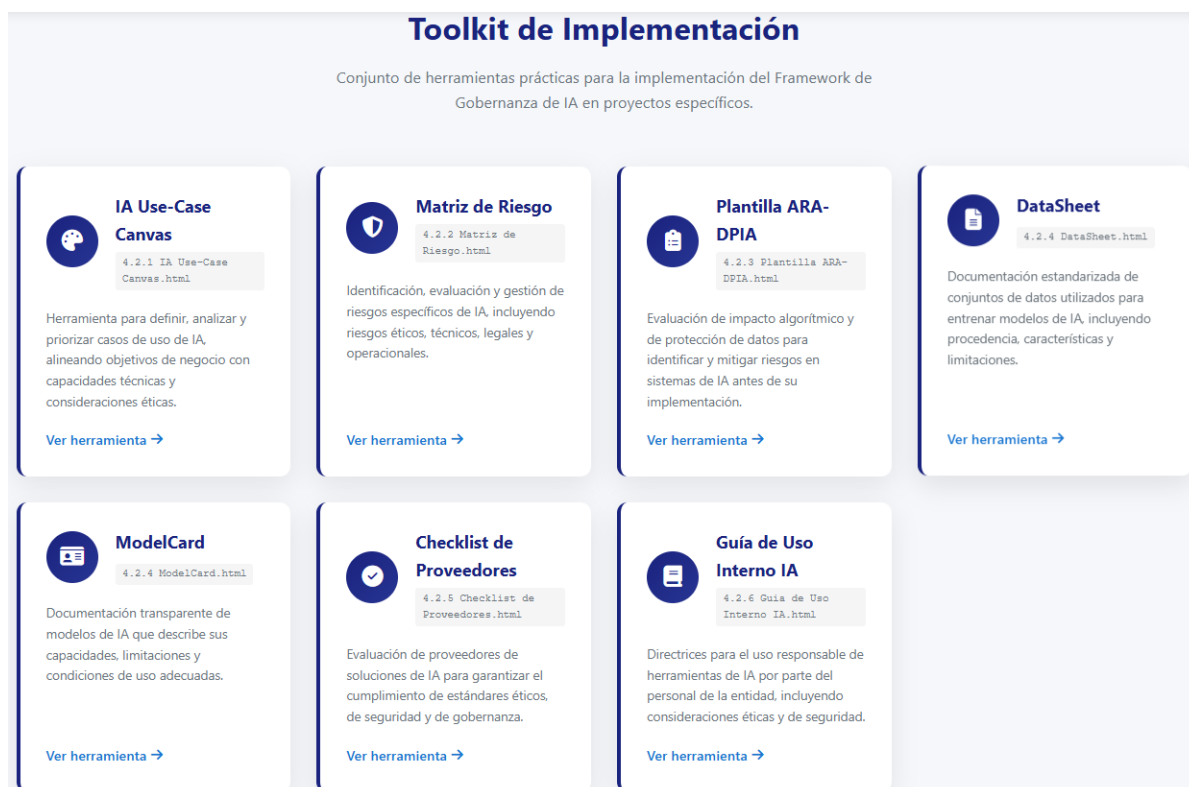 Toolkit de Implementación
Conjunto de herramientas prácticas para la implementación del Framework de
Gobernanza de IA en proyectos específicos.
IA Use-Case
Canvas
4.2.1 IA Use-Case
Canvas.html
Herramienta para definir, analizar y
priorizar casos de uso de IA,
alineando objetivos de negocio con
capacidades técnicas y
consideraciones éticas.
Ver herramienta →
Matriz de Riesgo
4.2.2 Matriz de
Riesgo.html
Identificación, evaluación y gestión de
riesgos específicos de IA, incluyendo
riesgos éticos, técnicos, legales y
operacionales.
Ver herramienta →
Plantilla ARA-
DPIA
4.2.3 Plantilla ARA-
DPIA.html
Evaluación de impacto algorítmico y
de protección de datos para
identificar y mitigar riesgos en
sistemas de IA antes de su
implementación.
Ver herramienta →
DataSheet
4.2.4 DataSheet.html
Documentación estandarizada de
conjuntos de datos utilizados para
entrenar modelos de IA, incluyendo
procedencia, características y
limitaciones.
Ver herramienta →
ModelCard
4.2.4 ModelCard.html
Documentación transparente de
modelos de IA que describe sus
capacidades, limitaciones y
condiciones de uso adecuadas.
Ver herramienta →
Checklist de
Proveedores
4.2.5 Checklist de
Proveedores.html
Evaluación de proveedores de
soluciones de IA para garantizar el
cumplimiento de estándares éticos,
de seguridad y de gobernanza.
Ver herramienta →
Guía de Uso
Interno IA
4.2.6 Guia de Uso
Interno IA.html
Directrices para el uso responsable de
herramientas de IA por parte del
personal de la entidad, incluyendo
consideraciones éticas y de seguridad.
Ver herramienta →